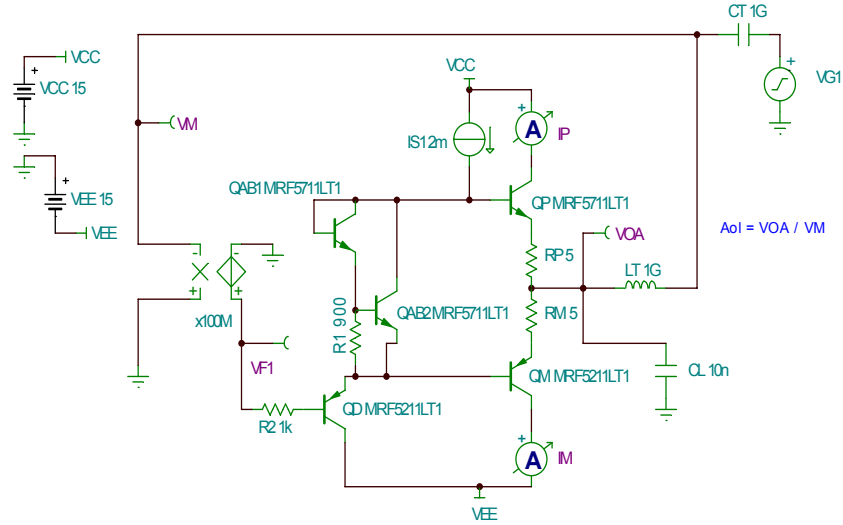 CT 1G
VCC
VCC 15
VG1
VM
VCC
IS1 2m
A
IP
VEE 15
VEE
QAB1 MRF5711LT1
QP MRF5711LT1
VOA
Aol = VOA / VM
RP 5
LT 1G
x100M
R1 900
QAB2 MRF5711LT1
RM 5
VF1
CL 10n
QM MRF5211LT1
QD MRF5211LT1
R2 1k
A
IM
VEE